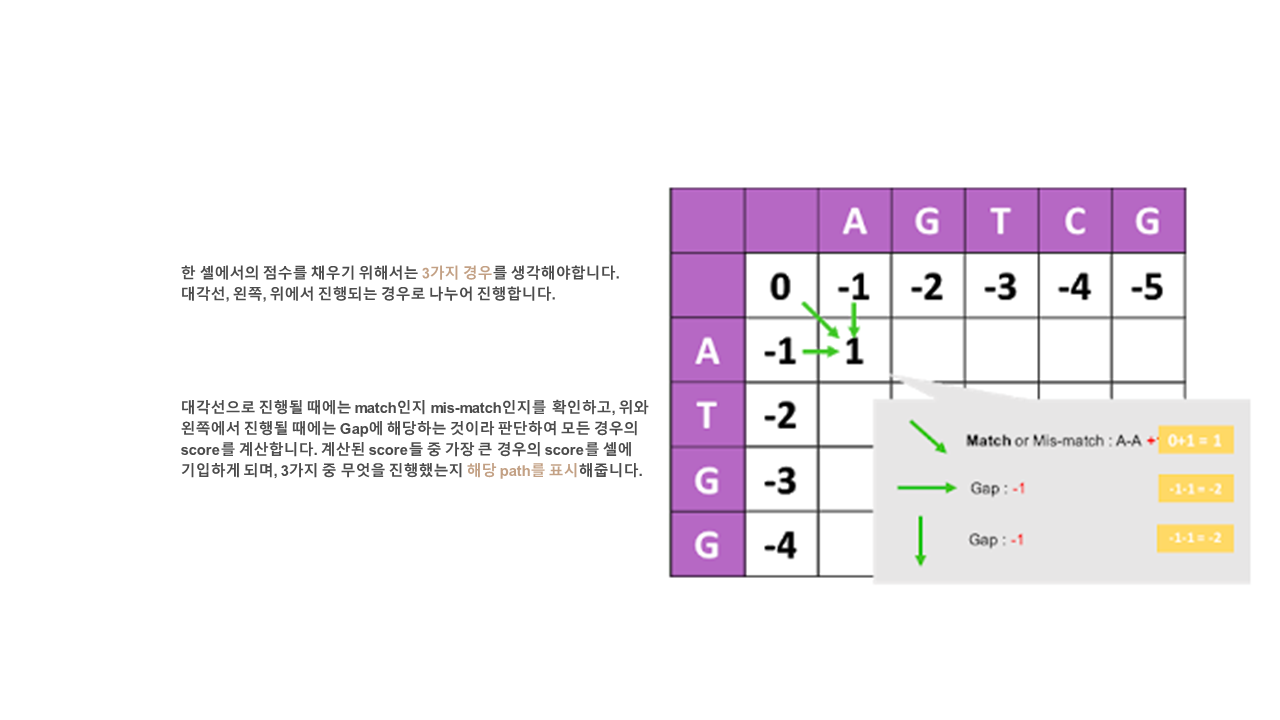 한 셀에서의 점수를 채우기 위해서는 3가지 경우를 생각해야합니다.
대각선, 왼쪽, 위에서 진행되는 경우로 나누어 진행합니다.
대각선으로 진행될 때에는 match인지 mis-match인지를 확인하고, 위와
왼쪽에서 진행될 때에는 Gap에 해당하는 것이라 판단하여 모든 경우의
score를 계산합니다. 계산된 score들 중 가장 큰 경우의 score를 셀에
기입하게 되며, 3가지 중 무엇을 진행했는지 해당 path를 표시해줍니다.
A G T C G
0 -1 -2 -3 -4 -5
A -1 1
T -2
G -3
G -4
Match or Mis-match : A-A + 0+1 = 1
Gap : -1 -1-1 = -2
Gap : -1 -1-1 = -2